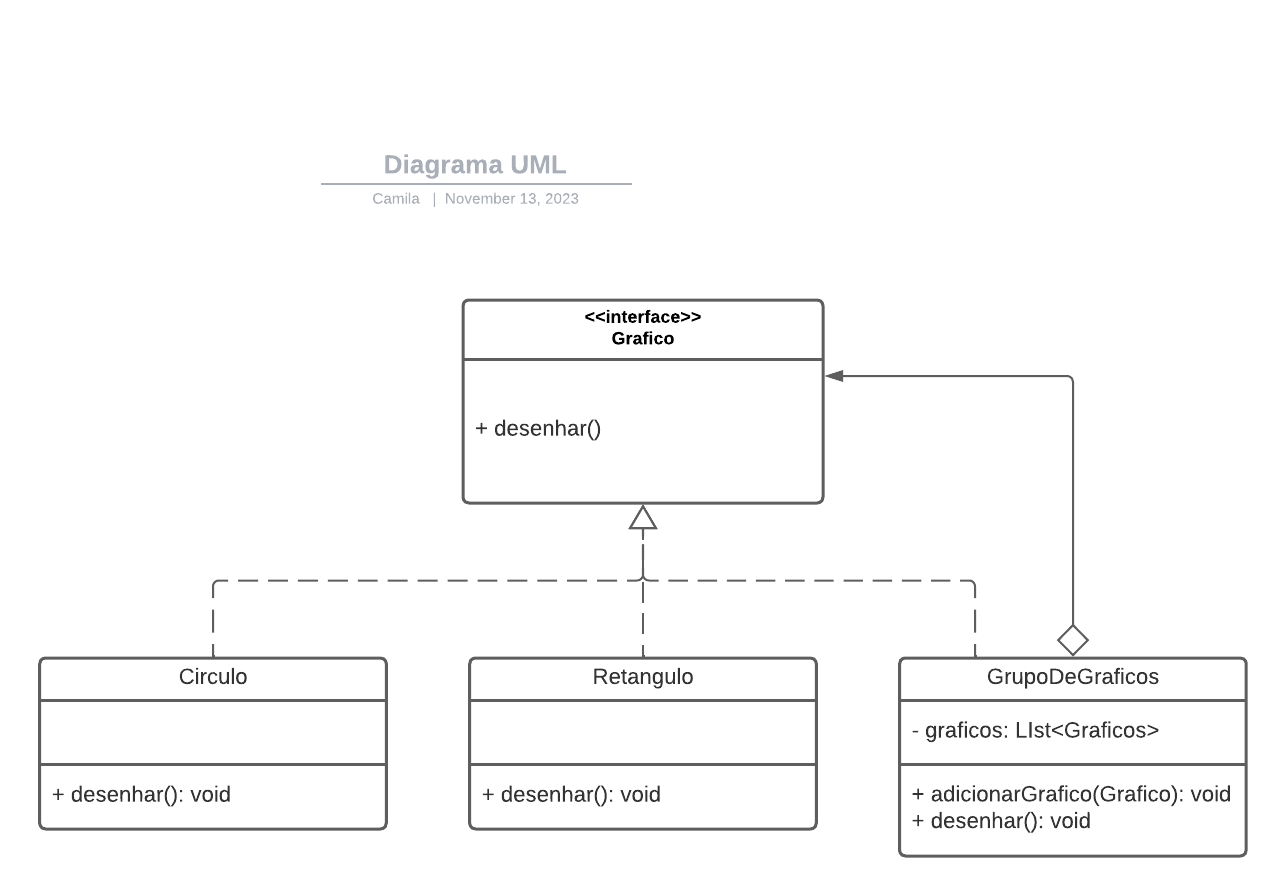 Diagrama UML
Camila | November 13, 2023
<<interface>>
Grafico
+ desenhar()
Circulo
+ desenhar(): void
Retangulo
+ desenhar(): void
GrupoDeGraficos
- graficos: LIst<Graficos>
+ adicionarGrafico(Grafico): void
+ desenhar(): void